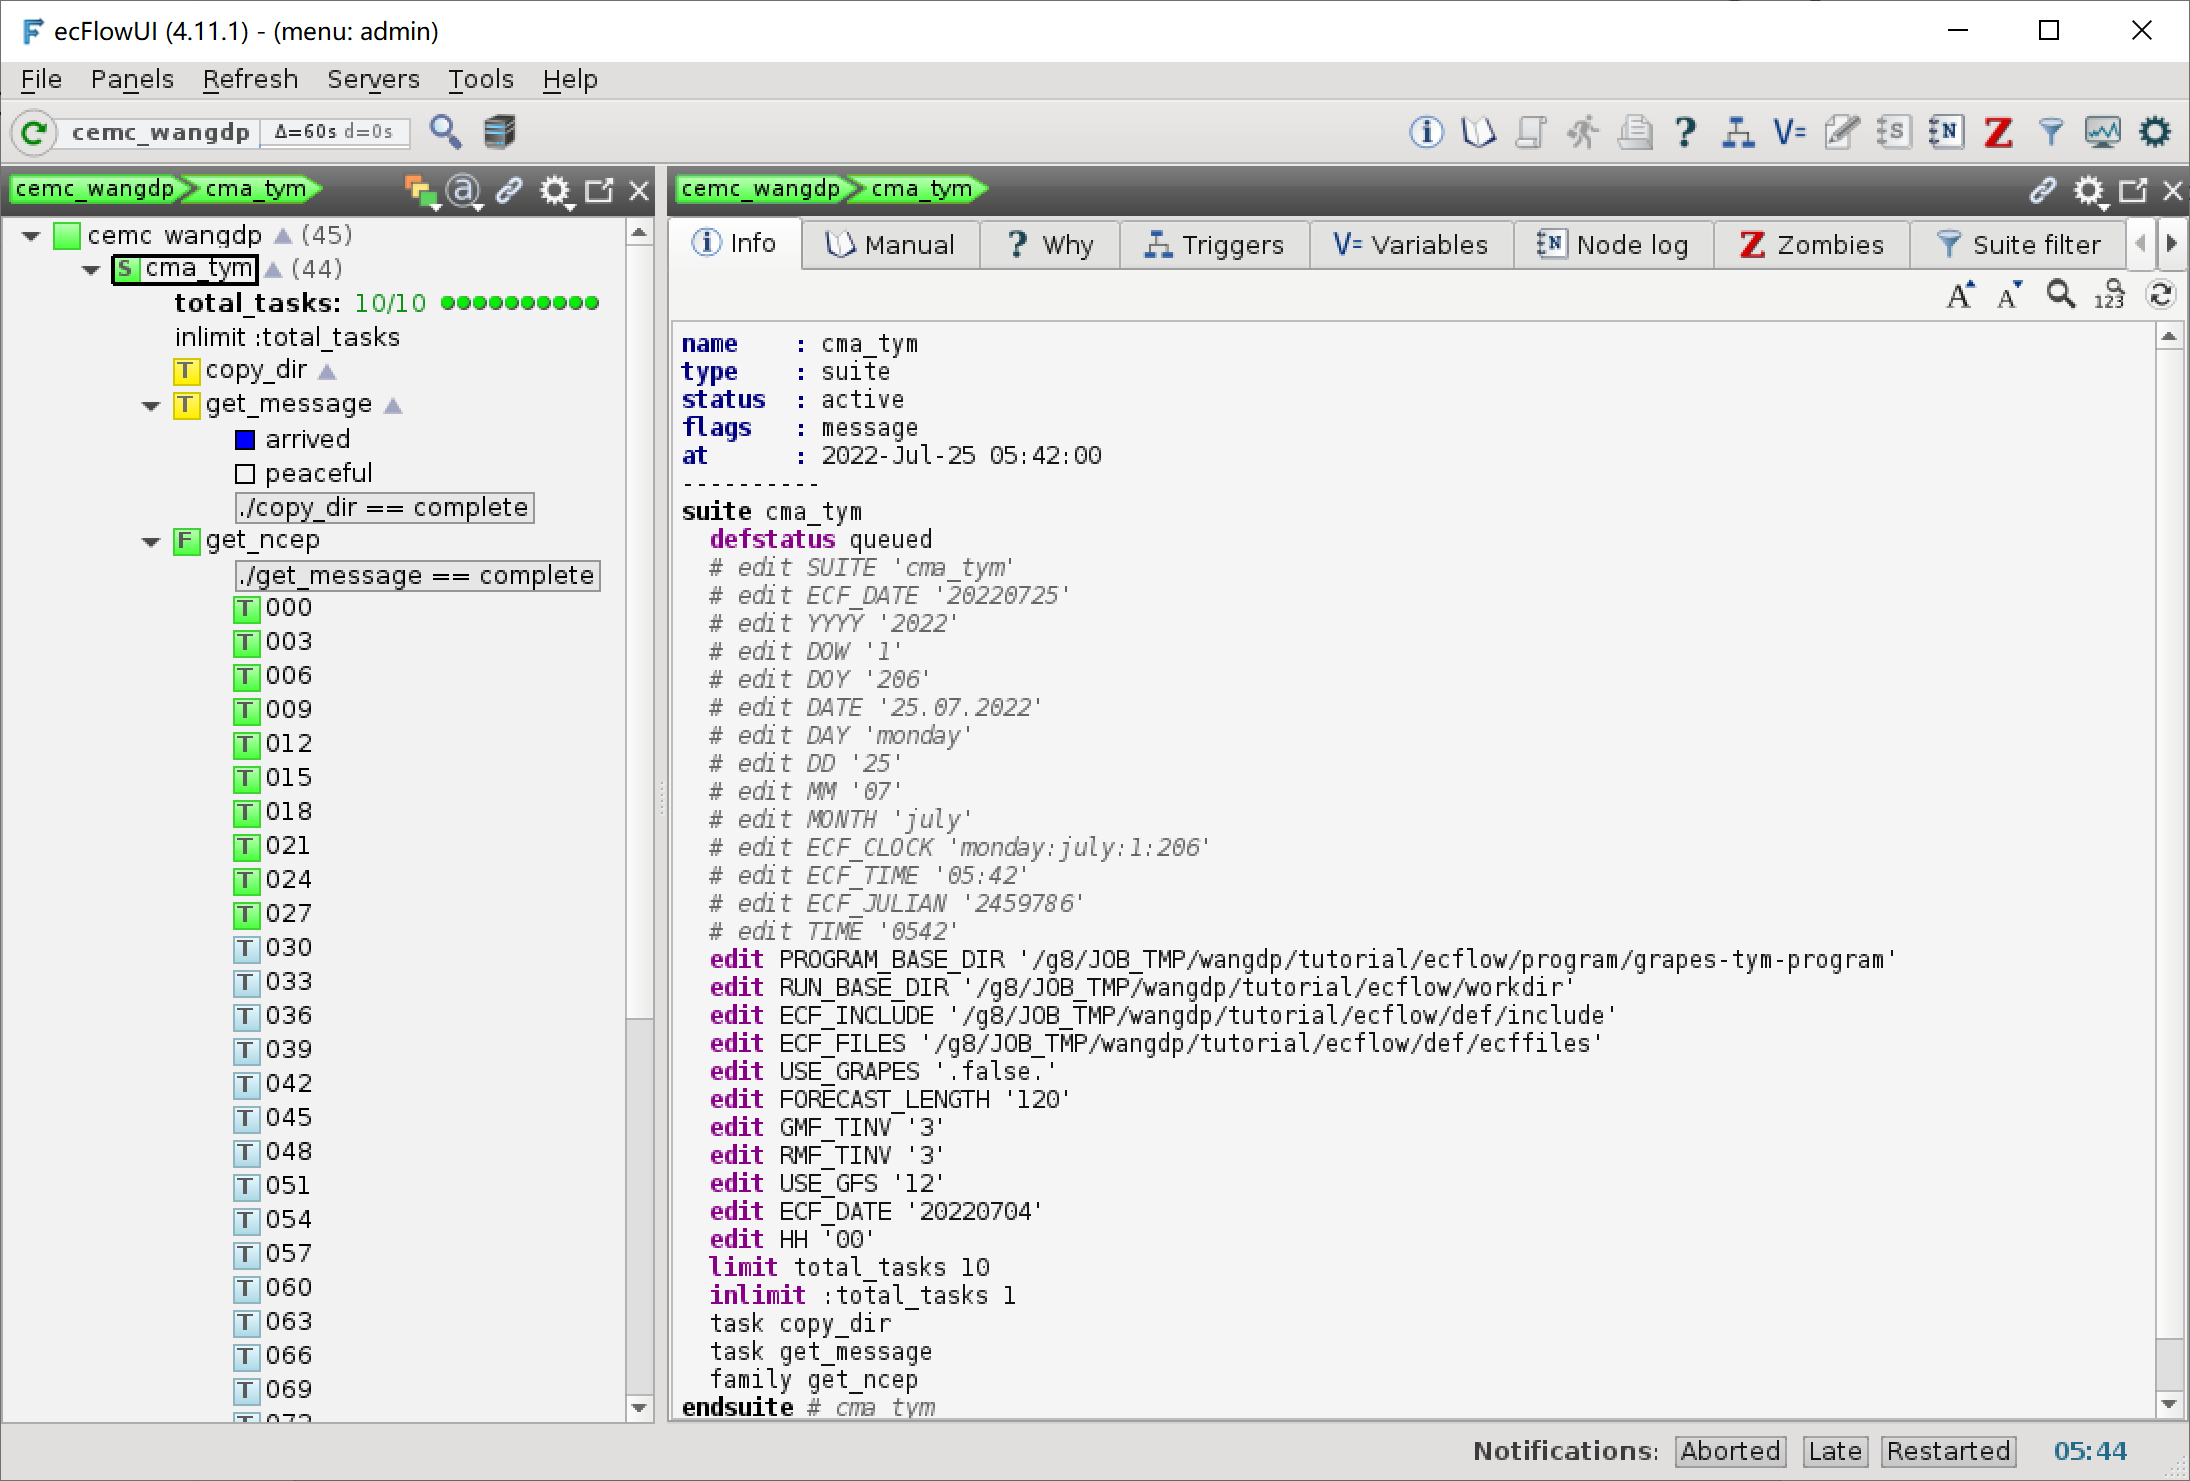 ecFlowUI (4.11.1) - (menu: admin)
File Panels Refresh Servers Tools Help
cemc_wangdp Δ=60s d=0s
cemc_wangdp cma_tym
cemc_wangdp (45)
cma_tym (44)
total_tasks: 10/10
inlimit :total_tasks
T copy_dir
T get_message
arrived
peaceful
./copy_dir == complete
F get_ncep
./get_message == complete
T 000
T 003
T 006
T 009
T 012
T 015
T 018
T 021
T 024
T 027
T 030
T 033
T 036
T 039
T 042
T 045
T 048
T 051
T 054
T 057
T 060
T 063
T 066
T 069
T 072
cemc_wangdp cma_tym
Info Manual Why Triggers V= Variables Node log Zombies Suite filter
name : cma_tym
type : suite
status : active
flags : message
at : 2022-Jul-25 05:42:00
----------
suite cma_tym
defstatus queued
# edit SUITE 'cma_tym'
# edit ECF_DATE '20220725'
# edit YYYY '2022'
# edit DOW '1'
# edit DOY '206'
# edit DATE '25.07.2022'
# edit DAY 'monday'
# edit DD '25'
# edit MM '07'
# edit MONTH 'july'
# edit ECF_CLOCK 'monday:july:1:206'
# edit ECF_TIME '05:42'
# edit ECF_JULIAN '2459786'
# edit TIME '0542'
edit PROGRAM_BASE_DIR '/g8/JOB_TMP/wangdp/tutorial/ecflow/program/grapes-tym-program'
edit RUN_BASE_DIR '/g8/JOB_TMP/wangdp/tutorial/ecflow/workdir'
edit ECF_INCLUDE '/g8/JOB_TMP/wangdp/tutorial/ecflow/def/include'
edit ECF_FILES '/g8/JOB_TMP/wangdp/tutorial/ecflow/def/ecffiles'
edit USE_GRAPES '.false.'
edit FORECAST_LENGTH '120'
edit GMF_TINV '3'
edit RMF_TINV '3'
edit USE_GFS '12'
edit ECF_DATE '20220704'
edit HH '00'
limit total_tasks 10
inlimit :total_tasks 1
task copy_dir
task get_message
family get_ncep
endsuite # cma_tym
Notifications: Aborted Late Restarted 05:44